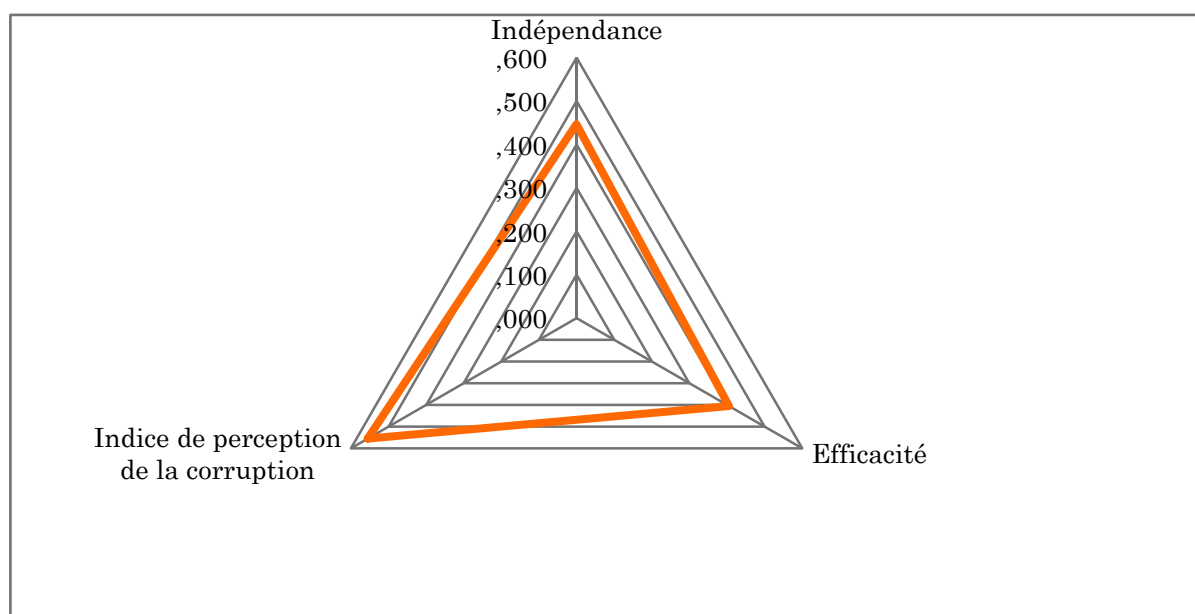 Indépendance
,600
,500
,400
,300
,200
,100
,000
Indice de perception
de la corruption
Efficacité